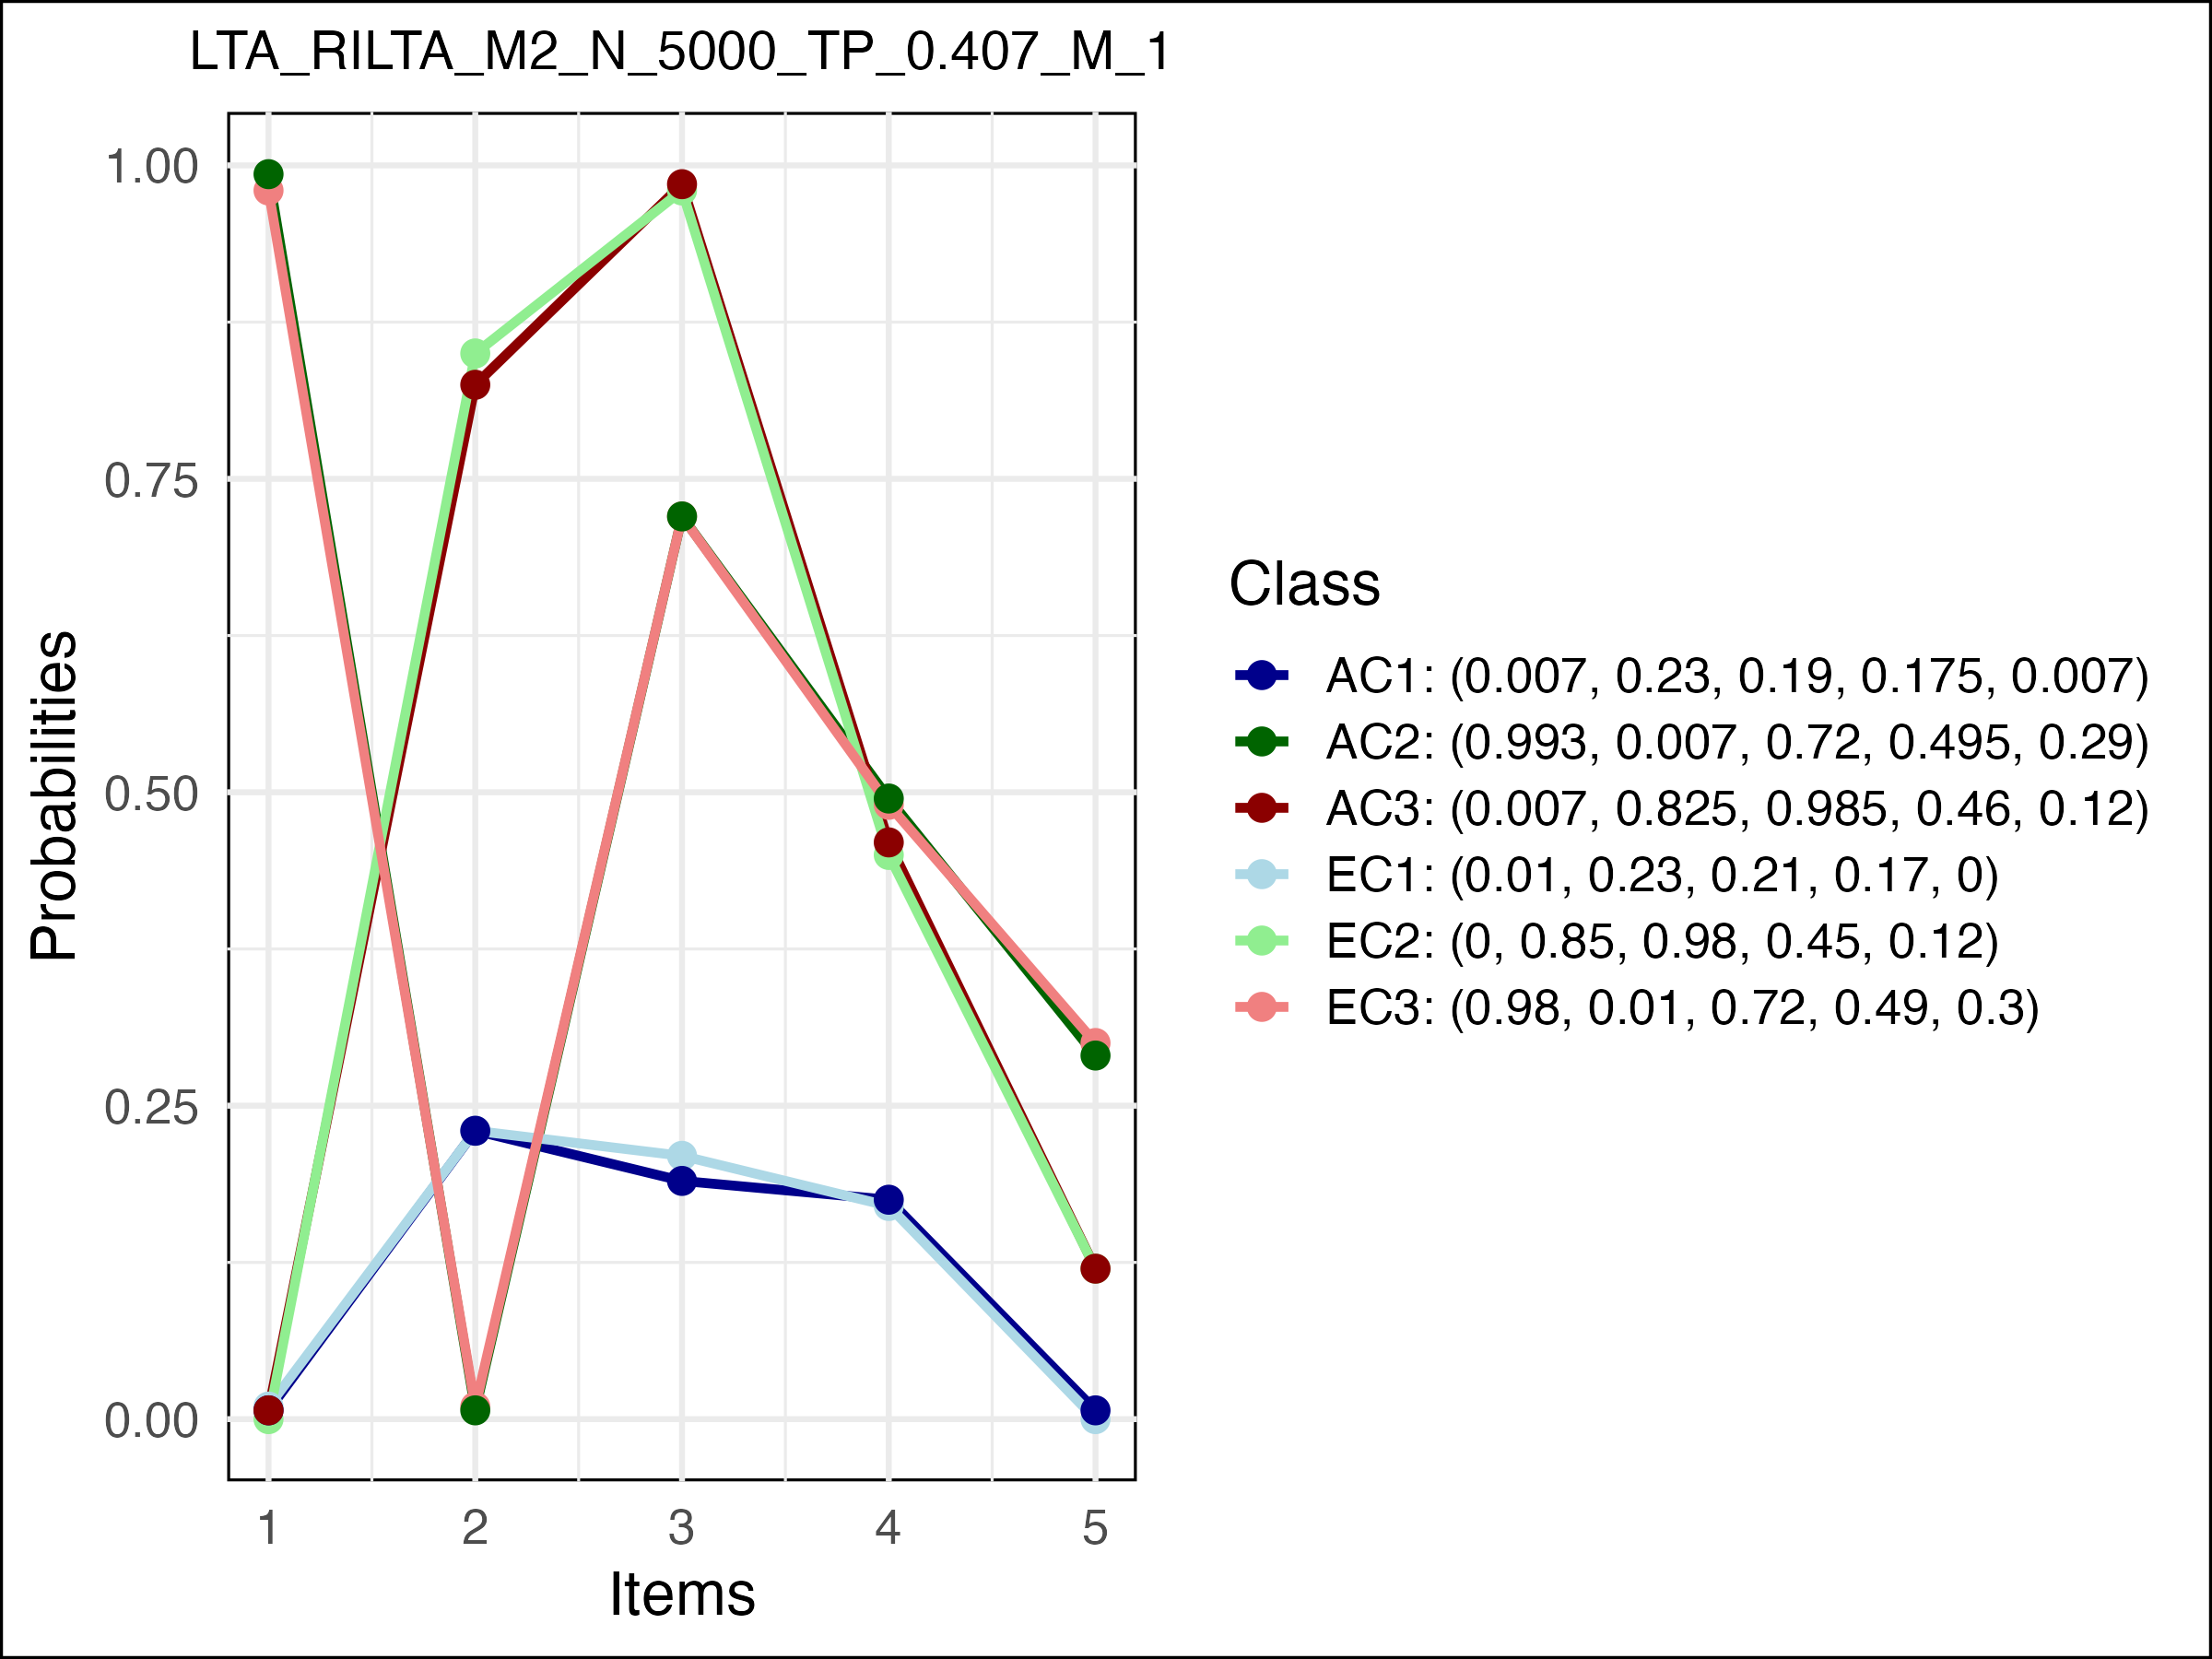 LTA_RILTA_M2_N_5000_TP_0.407_M_1
1.00
0.75
0.50
0.25
0.00
Probabilities
1 2 3 4 5
Items
Class
AC1: (0.007, 0.23, 0.19, 0.175, 0.007)
AC2: (0.993, 0.007, 0.72, 0.495, 0.29)
AC3: (0.007, 0.825, 0.985, 0.46, 0.12)
EC1: (0.01, 0.23, 0.21, 0.17, 0)
EC2: (0, 0.85, 0.98, 0.45, 0.12)
EC3: (0.98, 0.01, 0.72, 0.49, 0.3)